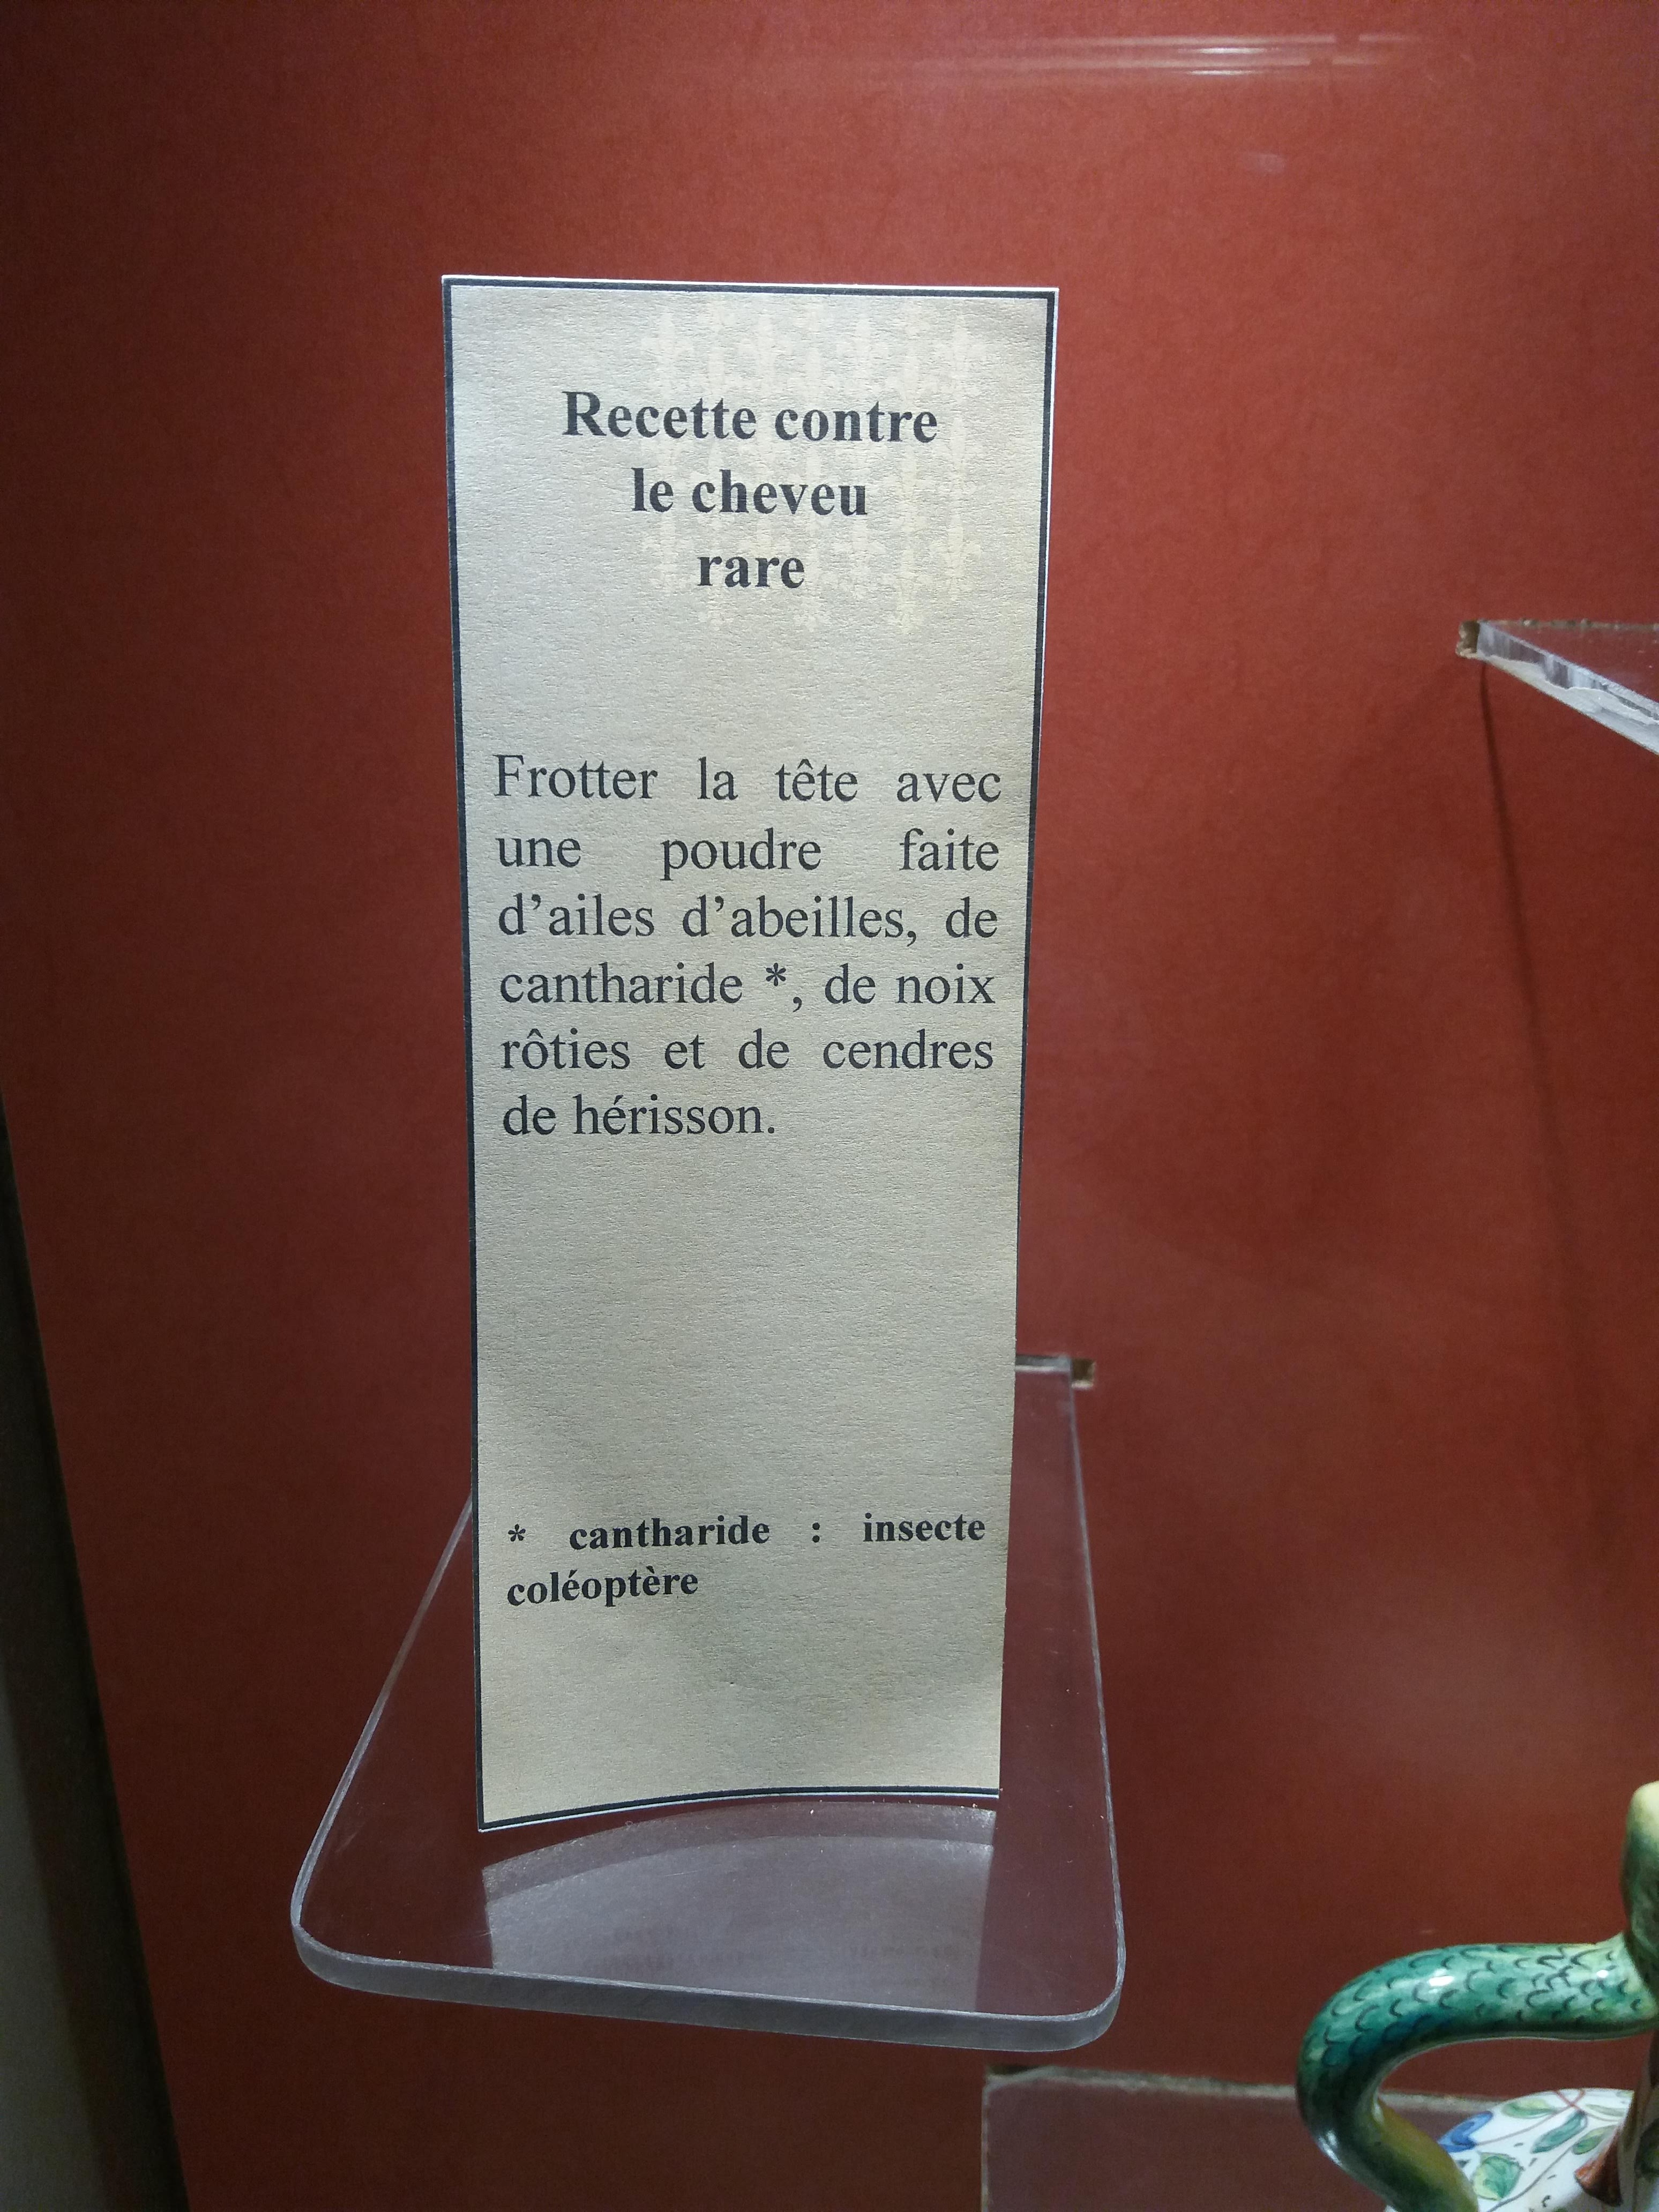 Recette contre
le cheveu
rare
Frotter la tête avec
une poudre faite
d’ailes d’abeilles, de
cantharide *, de noix
rôties et de cendres
de hérisson.
* cantharide : insecte
coléoptère